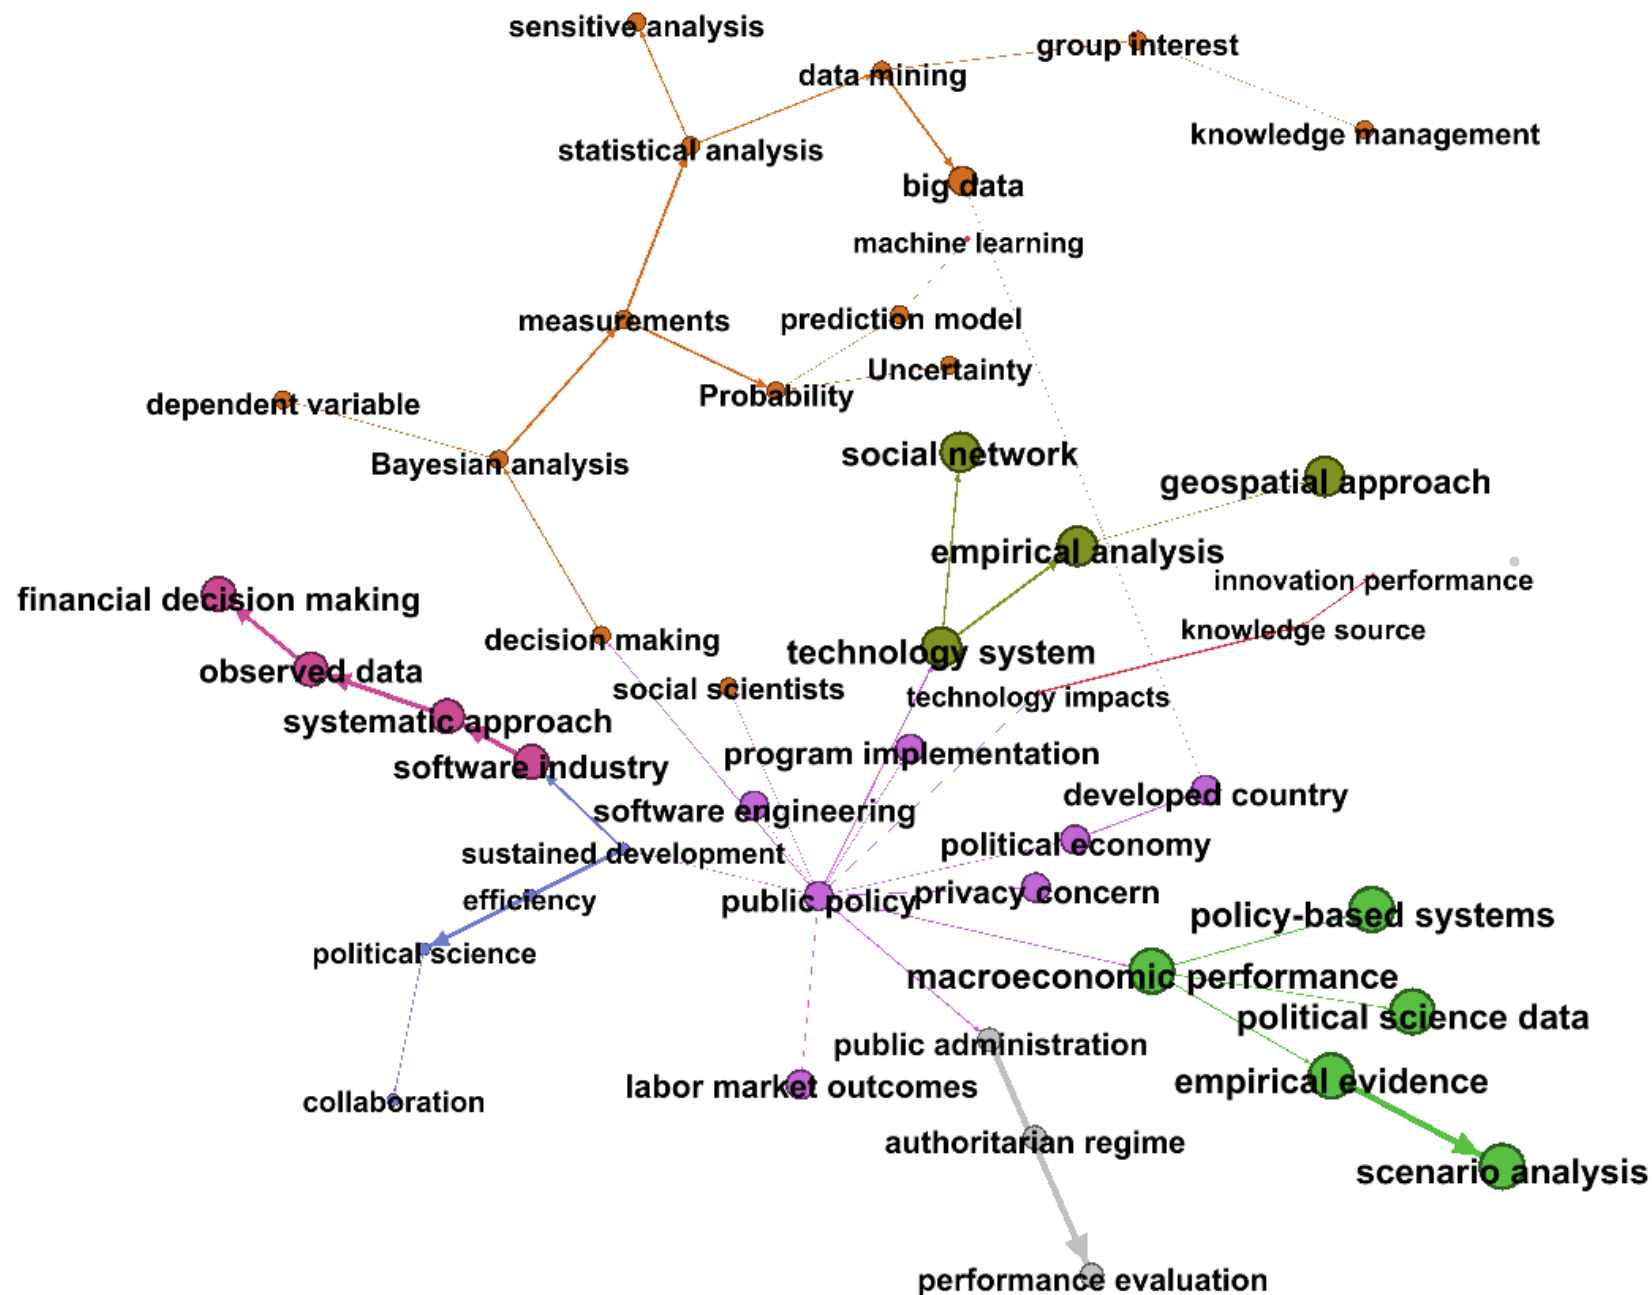 sensitive analysis
group interest
data mining
knowledge management
statistical analysis
big data
machine learning
measurements
prediction model
Uncertainty
Probability
dependent variable
social network
Bayesian analysis
geospatial approach
empirical analysis
innovation performance
financial decision making
knowledge source
decision making
technology system
observed data
social scientists
technology impacts
systematic approach
program implementation
software industry
developed country
software engineering
political economy
sustained development
privacy concern
efficiency
public policy
policy-based systems
political science
macroeconomic performance
political science data
public administration
empirical evidence
labor market outcomes
collaboration
authoritarian regime
scenario analysis
performance evaluation